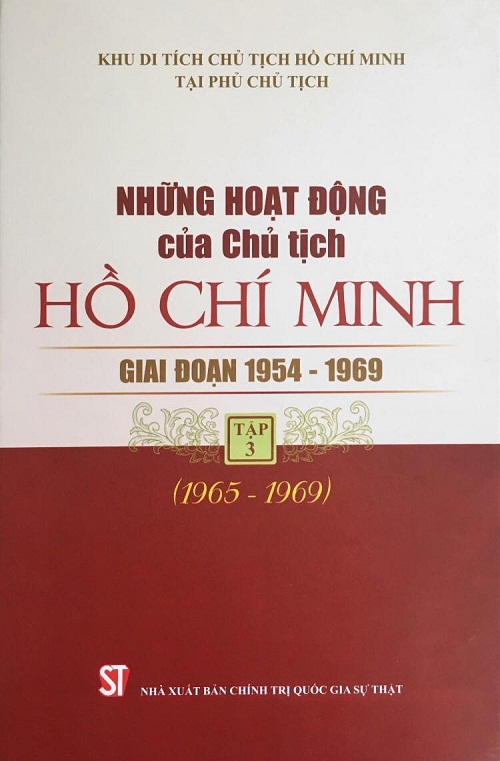 KHU DI TÍCH CHỦ TỊCH HỒ CHÍ MINH
TẠI PHỦ CHỦ TỊCH
NHỮNG HOẠT ĐỘNG
của Chủ tịch
HỒ CHÍ MINH
GIAI ĐOẠN 1954 - 1969
TẬP
3
(1965 - 1969)
ST
NHÀ XUẤT BẢN CHÍNH TRỊ QUỐC GIA SỰ THẬT